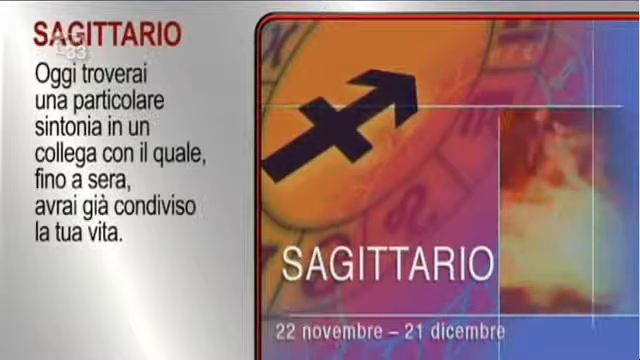 SAGITTARIO
33
Oggi troverai
una particolare
sintonia in un
collega con il quale,
fino a sera,
avrai già condiviso
la tua vita.
SAGITTARIO
22 novembre – 21 dicembre